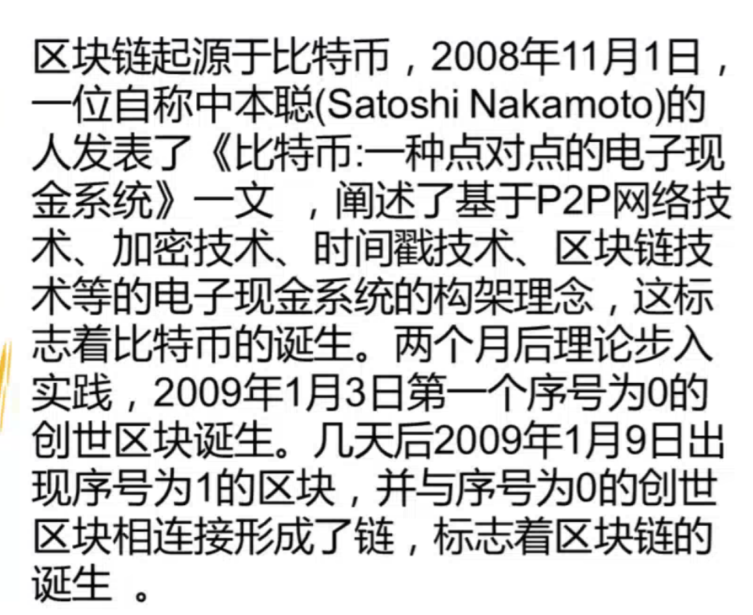 区块链起源于比特币，2008年11月1日，
一位自称中本聪(Satoshi Nakamoto)的
人发表了《比特币:一种点对点的电子现
金系统》一文 ，阐述了基于P2P网络技
术、加密技术、时间戳技术、区块链技
术等的电子现金系统的构架理念，这标
志着比特币的诞生。两个月后理论步入
实践，2009年1月3日第一个序号为0的
创世区块诞生。几天后2009年1月9日出
现序号为1的区块，并与序号为0的创世
区块相连接形成了链，标志着区块链的
诞生 。